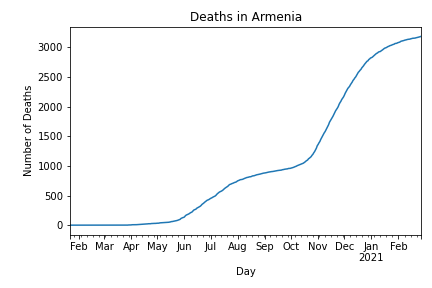 Deaths in Armenia
Number of Deaths
3000
2500
2000
1500
1000
500
0
Feb Mar Apr May Jun Jul Aug Sep Oct Nov Dec Jan Feb
2021
Day